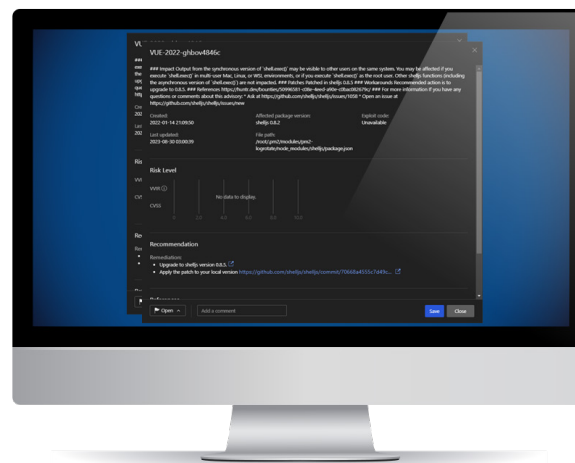 VUE-2022-ghbov4846c
### Impact Output from the synchronous version of `shell.exec()` may be visible to other users on the same system. You may be affected if you
execute `shell.exec()` in multi-user Mac, Linux, or WSL environments, or if you execute `shell.exec()` as the root user. Other shelljs functions (including
the asynchronous version of `shell.exec()`) are not impacted. ### Patches Patched in shelljs 0.8.5 ### Workarounds Recommended action is to
upgrade to 0.8.5. ### References https://huntr.dev/bounties/50996581-c08e-4eed-a90e-c0bac082679c/ ### For more information If you have any
questions or comments about this advisory: * Ask at https://github.com/shelljs/shelljs/issues/1058 * Open an issue at
https://github.com/shelljs/shelljs/issues/new
Created: Affected package version: Exploit code:
2022-01-14 21:09:50 shelljs 0.8.2 Unavailable
Last updated: File path:
2023-08-30 03:09:39 /root/.pm2/modules/pm2-
logrotate/node_modules/shelljs/package.json
Risk Level
VVR
No data to display.
CVSS
Recommendation
Remediation:
• Upgrade to shelljs version 0.8.5.
• Apply the patch to your local version https://github.com/shelljs/shelljs/commit/70668a4555c7d49c...
Open Add a comment Save Close